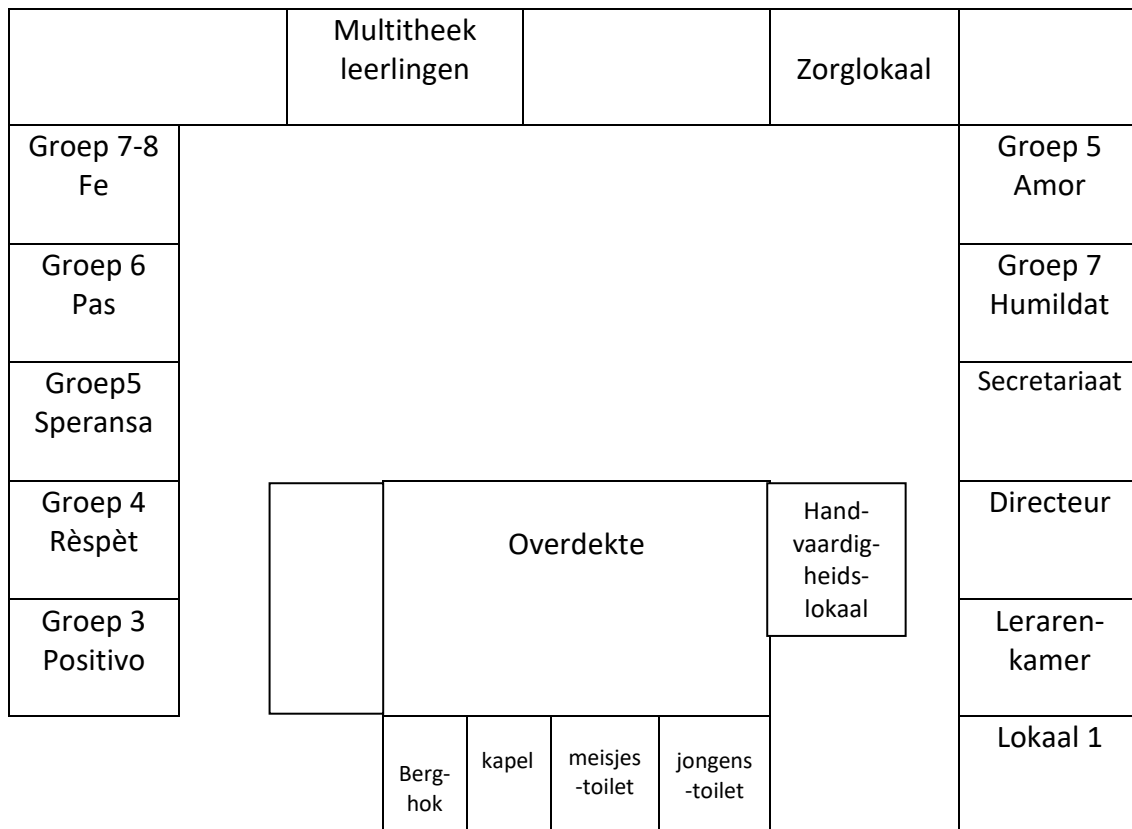 Multitheek
leerlingen
Zorglokaal
Groep 7-8
Fe
Groep 5
Amor
Groep 6
Pas
Groep 7
Humildat
Groep5
Speransa
Secretariaat
Groep 4
Rèspèt
Overdekte
Hand-
vaardig-
heids-
lokaal
Directeur
Groep 3
Positivo
Leraren-
kamer
Berg-
hok
kapel
meisjes
-toilet
jongens
-toilet
Lokaal 1